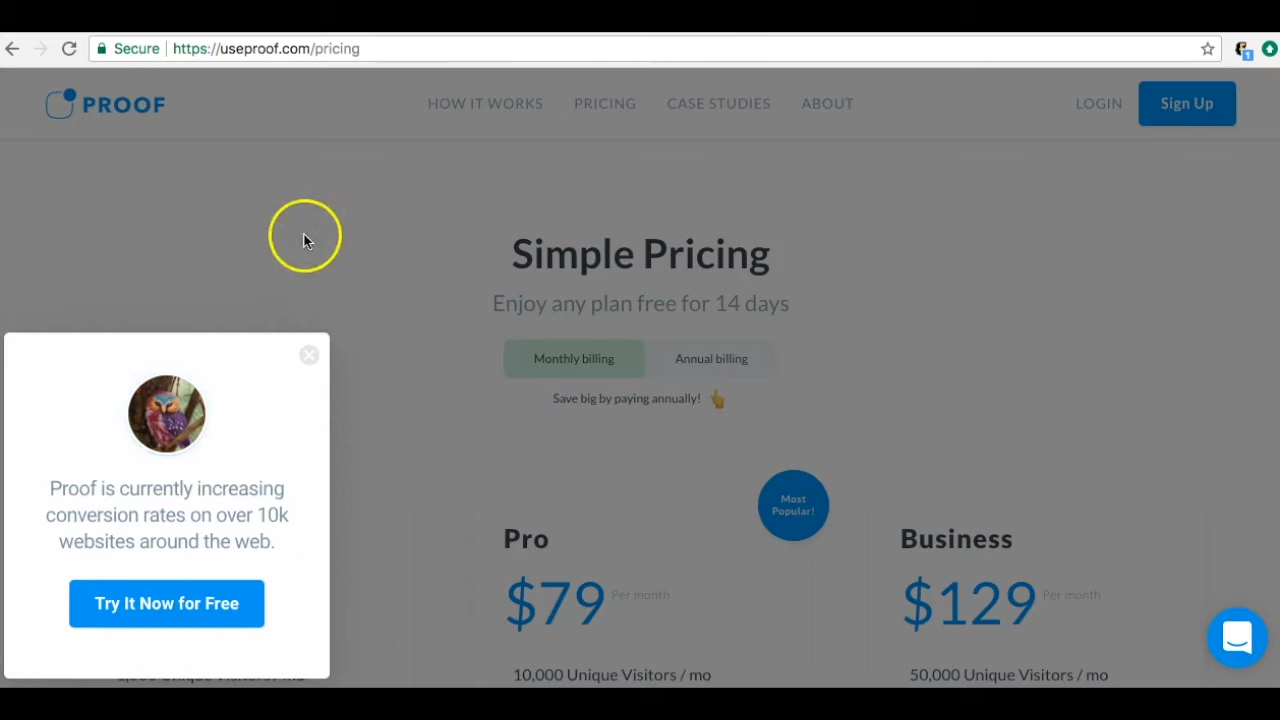 Secure
https://useproof.com/pricing
1
PROOF
HOW IT WORKS
PRICING
CASE STUDIES
ABOUT
LOGIN
Sign Up
Simple Pricing
Enjoy any plan free for 14 days
Monthly billing
Annual billing
Save big by paying annually!
Proof is currently increasing
conversion rates on over 10k
websites around the web.
Try It Now for Free
Most
Popular!
Pro
$79 Per month
10,000 Unique Visitors / mo
Business
$129 Per month
50,000 Unique Visitors / mo